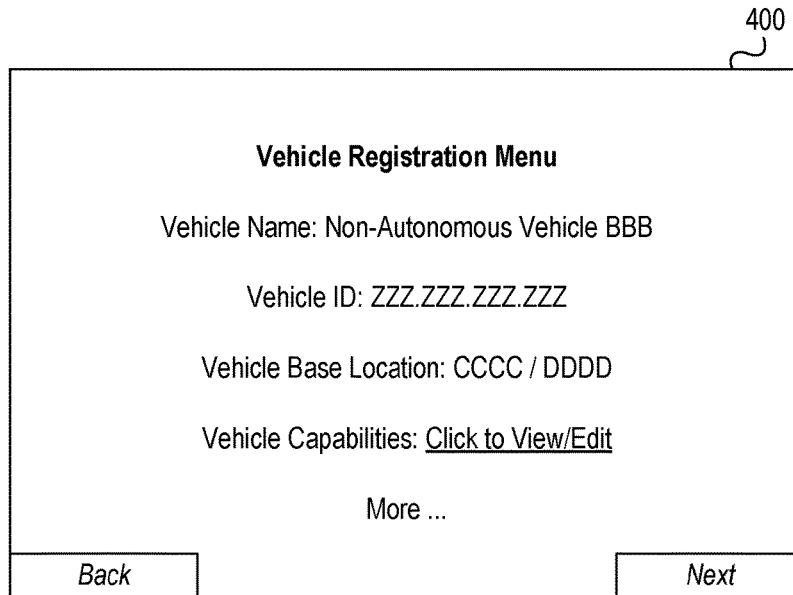 400
Vehicle Registration Menu
Vehicle Name: Non-Autonomous Vehicle BBB
Vehicle ID: ZZZ.ZZZ.ZZZ.ZZZ
Vehicle Base Location: CCCC / DDDD
Vehicle Capabilities: Click to View/Edit
More ...
Back Next